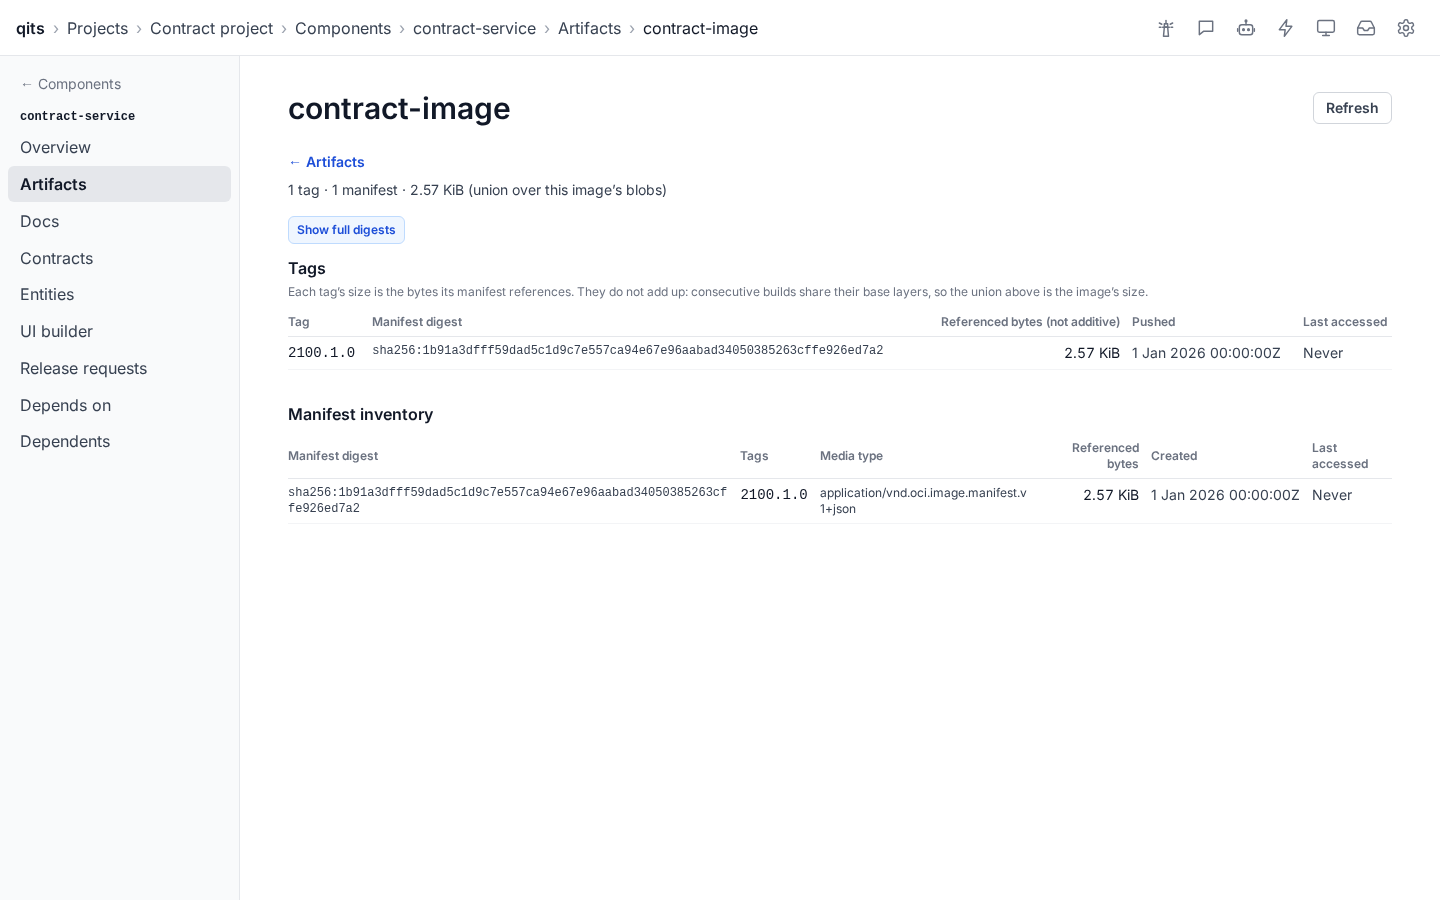 qits › Projects › Contract project › Components › contract-service › Artifacts › contract-image
← Components
contract-service
Overview
Artifacts
Docs
Contracts
Entities
UI builder
Release requests
Depends on
Dependents
contract-image
Refresh
← Artifacts
1 tag · 1 manifest · 2.57 KiB (union over this image’s blobs)
Show full digests
Tags
Each tag’s size is the bytes its manifest references. They do not add up: consecutive builds share their base layers, so the union above is the image’s size.
Tag Manifest digest Referenced bytes (not additive) Pushed Last accessed
2100.1.0 sha256:1b91a3dfff59dad5c1d9c7e557ca94e67e96aabad34050385263cffe926ed7a2 2.57 KiB 1 Jan 2026 00:00:00Z Never
Manifest inventory
Manifest digest Tags Media type Referenced bytes Created Last accessed
sha256:1b91a3dfff59dad5c1d9c7e557ca94e67e96aabad34050385263cf 2100.1.0 application/vnd.oci.image.manifest.v 2.57 KiB 1 Jan 2026 00:00:00Z Never
fe926ed7a2 1+json